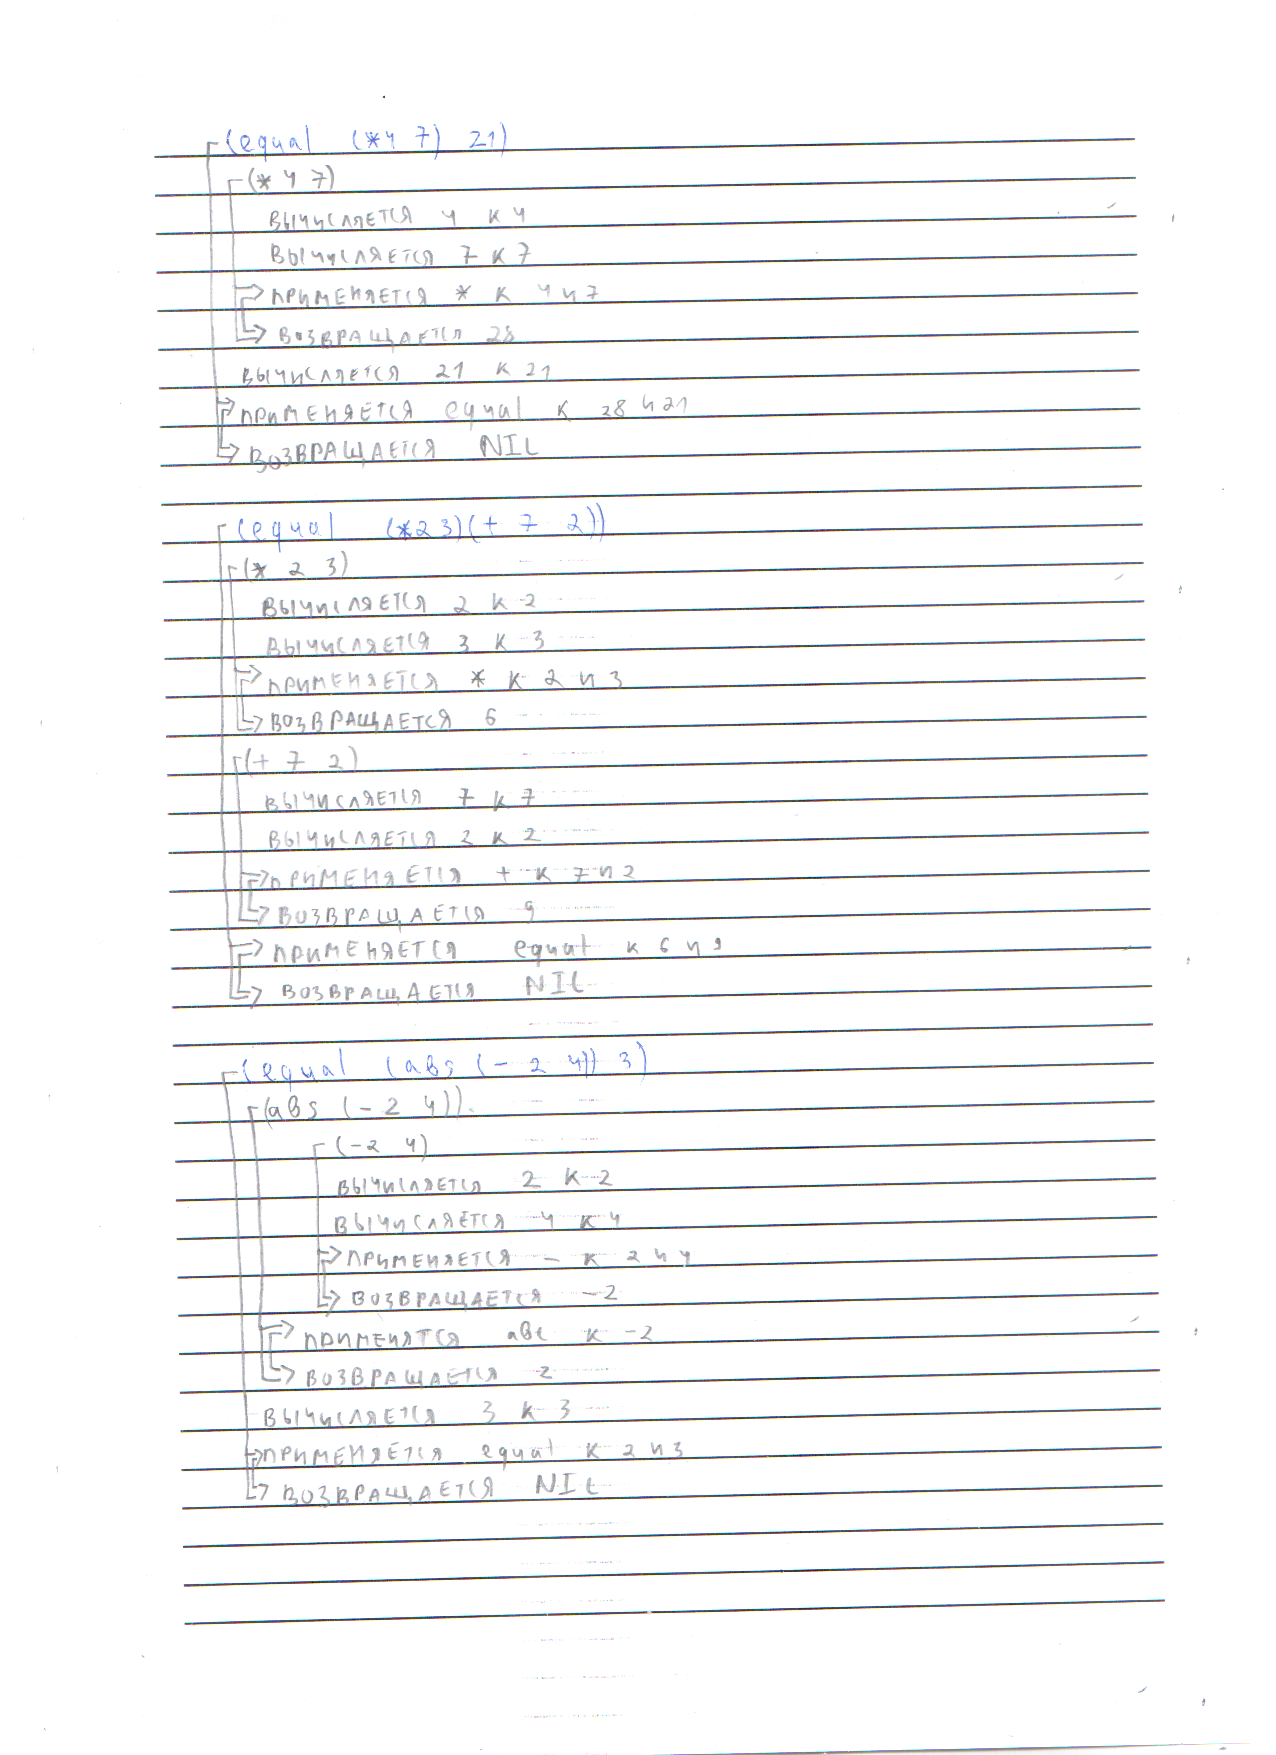 (equal (*4 7) 21)
(* 4 7)
ВЫЧИСЛЯЕТСЯ 4 К 4
ВЫЧИСЛЯЕТСЯ 7 К 7
ПРИМЕНЯЕТСЯ * К 4 И 7
ВОЗВРАЩАЕТСЯ 28
ВЫЧИСЛЯЕТСЯ 21 К 21
ПРИМЕНЯЕТСЯ equal К 28 И 21
ВОЗВРАЩАЕТСЯ NIL
(equal (*2 3)(+ 7 2))
(* 2 3)
ВЫЧИСЛЯЕТСЯ 2 К 2
ВЫЧИСЛЯЕТСЯ 3 К 3
ПРИМЕНЯЕТСЯ * К 2 И 3
ВОЗВРАЩАЕТСЯ 6
(+ 7 2)
ВЫЧИСЛЯЕТСЯ 7 К 7
ВЫЧИСЛЯЕТСЯ 2 К 2
ПРИМЕНЯЕТСЯ + К 7 И 2
ВОЗВРАЩАЕТСЯ 9
ПРИМЕНЯЕТСЯ equal К 6 И 9
ВОЗВРАЩАЕТСЯ NIL
(equal (abs (- 2 4)) 3)
(abs (- 2 4))
(-2 4)
ВЫЧИСЛЯЕТСЯ 2 К 2
ВЫЧИСЛЯЕТСЯ 4 К 4
ПРИМЕНЯЕТСЯ - К 2 И 4
ВОЗВРАЩАЕТСЯ -2
ПРИМЕНЯТСЯ abs К -2
ВОЗВРАЩАЕТСЯ 2
ВЫЧИСЛЯЕТСЯ 3 К 3
ПРИМЕНЯЕТСЯ equal К 2 И 3
ВОЗВРАЩАЕТСЯ NIL